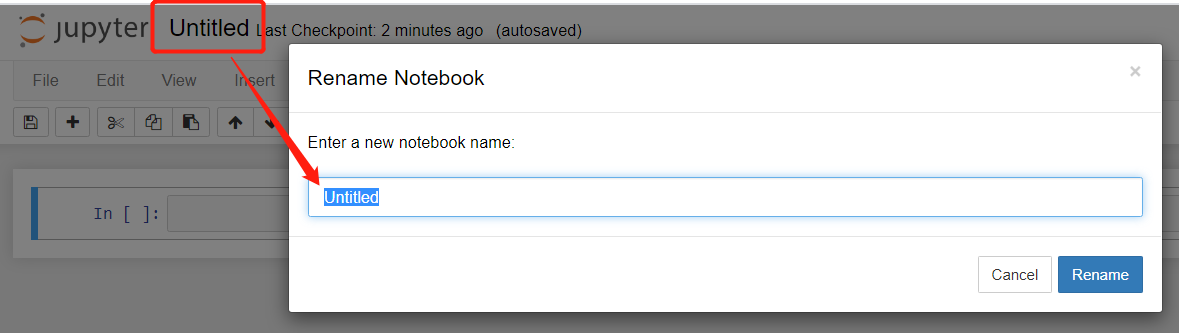 jupyter Untitled Last Checkpoint: 2 minutes ago (autosaved)
File Edit View Insert
Rename Notebook
×
Enter a new notebook name:
Untitled
In [ ]:
Cancel Rename